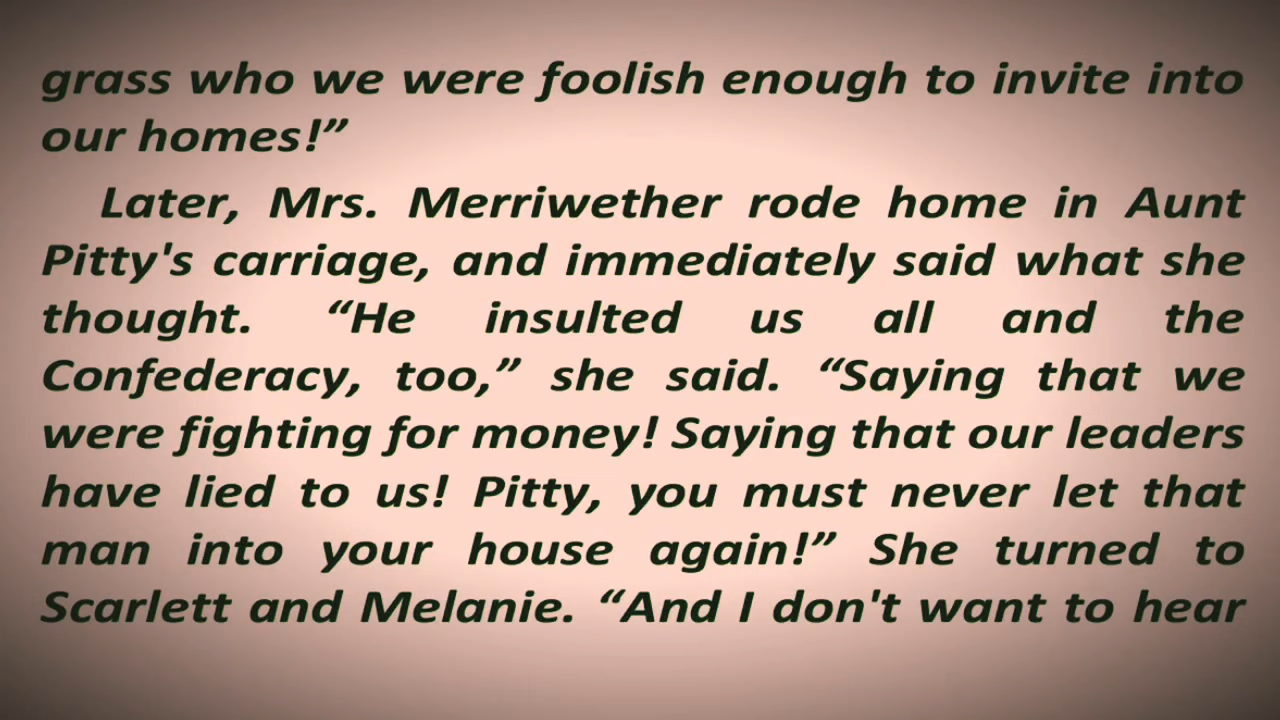 grass who we were foolish enough to invite into
our homes!”
Later, Mrs. Merriwether rode home in Aunt
Pitty's carriage, and immediately said what she
thought. “He insulted us all and the
Confederacy, too,” she said. “Saying that we
were fighting for money! Saying that our leaders
have lied to us! Pitty, you must never let that
man into your house again!” She turned to
Scarlett and Melanie. “And I don't want to hear